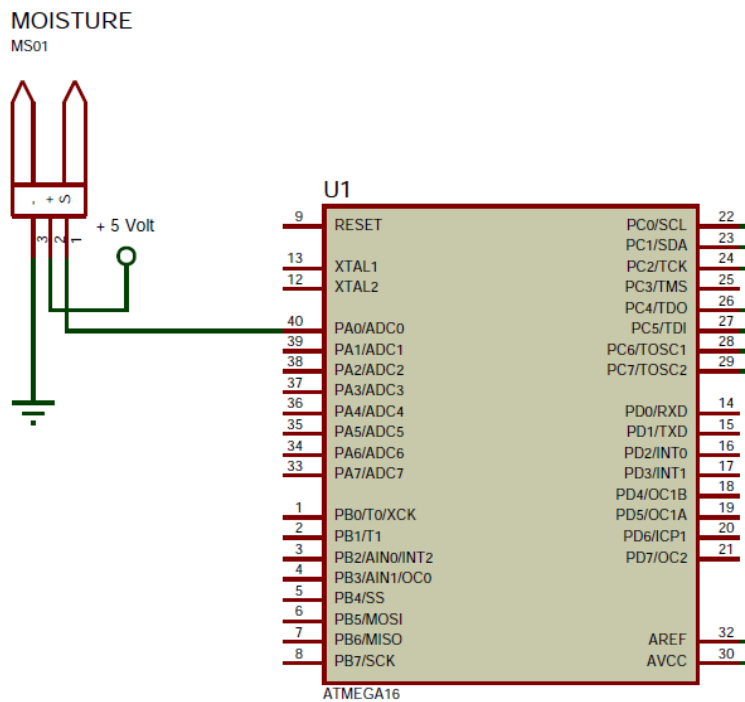 MOISTURE
MS01
- + S
3 2 1
+ 5 Volt
U1
9 RESET PC0/SCL 22
PC1/SDA 23
13 XTAL1 PC2/TCK 24
12 XTAL2 PC3/TMS 25
PC4/TDO 26
40 PA0/ADC0 PC5/TDI 27
39 PA1/ADC1 PC6/TOSC1 28
38 PA2/ADC2 PC7/TOSC2 29
37 PA3/ADC3
36 PA4/ADC4 PD0/RXD 14
35 PA5/ADC5 PD1/TXD 15
34 PA6/ADC6 PD2/INT0 16
33 PA7/ADC7 PD3/INT1 17
PD4/OC1B 18
1 PB0/T0/XCK PD5/OC1A 19
2 PB1/T1 PD6/ICP1 20
3 PB2/AIN0/INT2 PD7/OC2 21
4 PB3/AIN1/OC0
5 PB4/SS
6 PB5/MOSI
7 PB6/MISO AREF 32
8 PB7/SCK AVCC 30
ATMEGA16